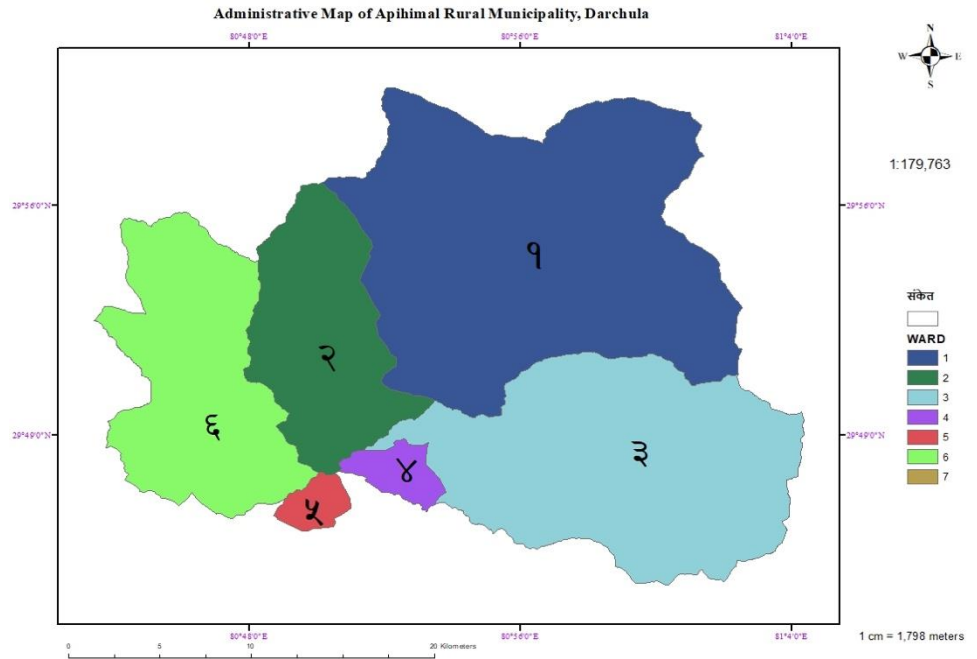 Administrative Map of Apihimal Rural Municipality, Darchula
80°48'0"E 80°56'0"E 81°4'0"E
N
W E
S
1:179,763
29°56'0"N 29°56'0"N
१
२
३
४
५
६
29°49'0"N 29°49'0"N
संकेत
WARD
1
2
3
4
5
6
7
80°48'0"E 80°56'0"E 81°4'0"E
1 cm = 1,798 meters
0 5 10 20 Kilometers